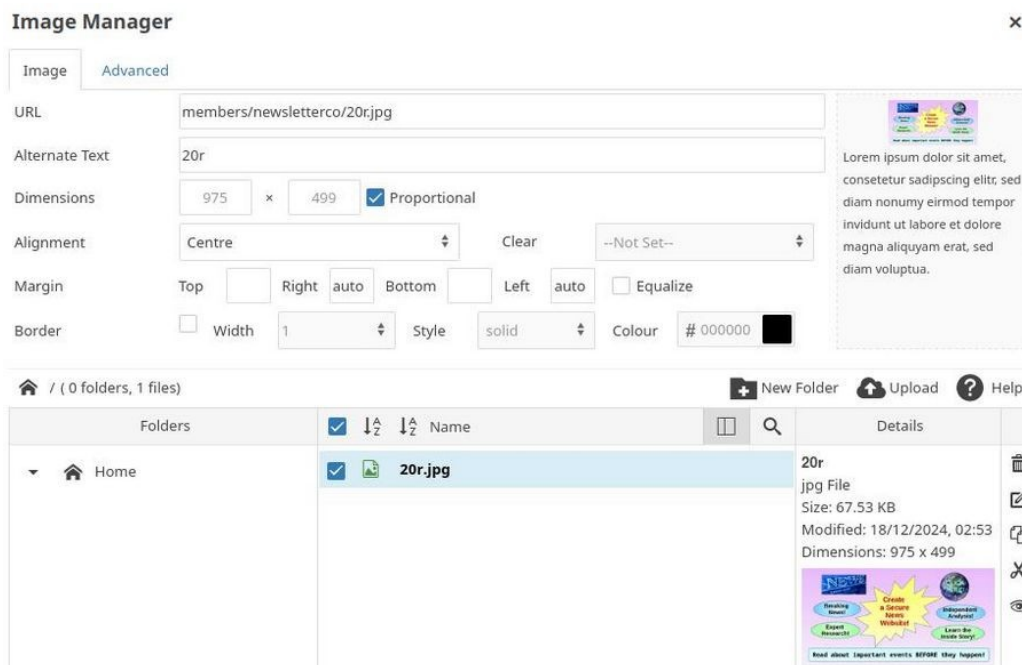 Image Manager ×
Image Advanced
URL members/newsletterco/20r.jpg
Alternate Text 20r
Dimensions 975 × 499 Proportional
Alignment Centre Clear --Not Set--
Margin Top Right auto Bottom Left auto Equalize
Border Width 1 Style solid Colour # 000000
Lorem ipsum dolor sit amet,
consetetur sadipscing elitr, sed
diam nonumy eirmod tempor
invidunt ut labore et dolore
magna aliquyam erat, sed
diam voluptua.
/ ( 0 folders, 1 files) New Folder Upload ? Help
Folders Name Details
Home
20r.jpg
20r
jpg File
Size: 67.53 KB
Modified: 18/12/2024, 02:53
Dimensions: 975 x 499
NEWS
Create
a Secure
News
Website!
Breaking
News!
Independent
Analysis!
Expert
Research!
Learn the
Inside Story!
Read about important events BEFORE they happen!